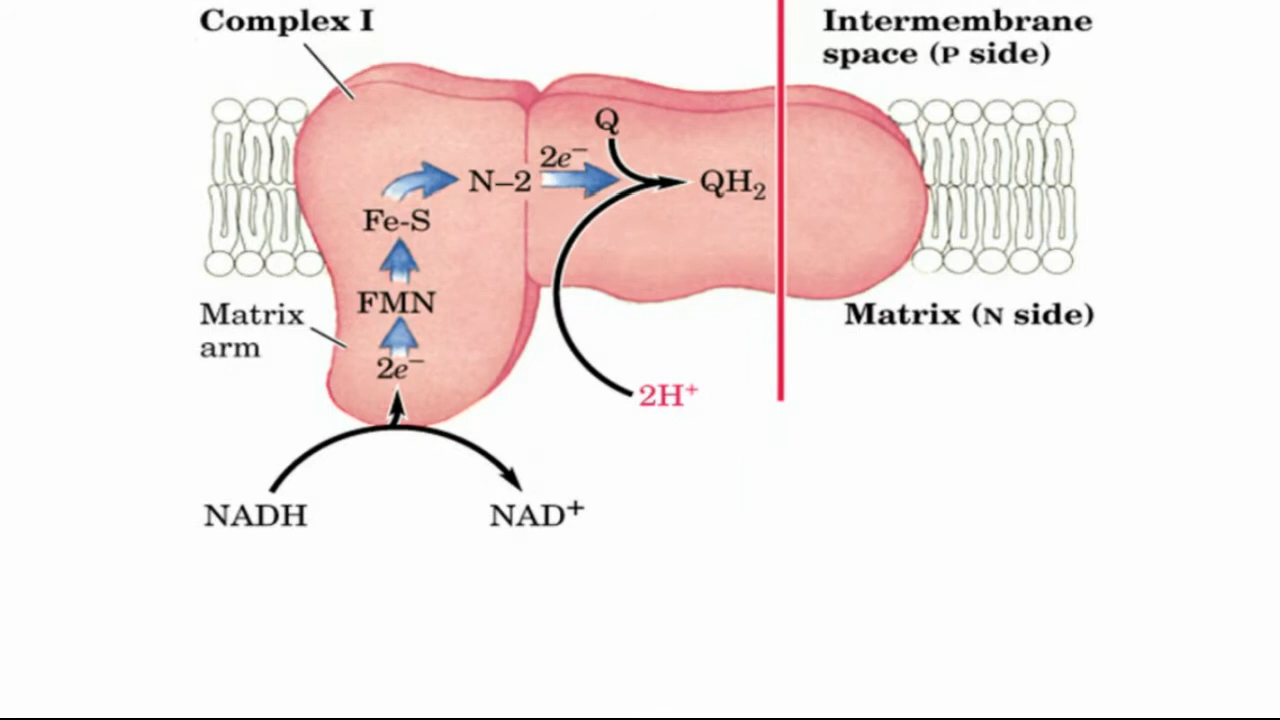 Complex I
Intermembrane
space (P side)
Q
2e⁻
N–2
QH₂
Fe-S
FMN
Matrix
arm
Matrix (N side)
2e⁻
2H⁺
NADH
NAD⁺